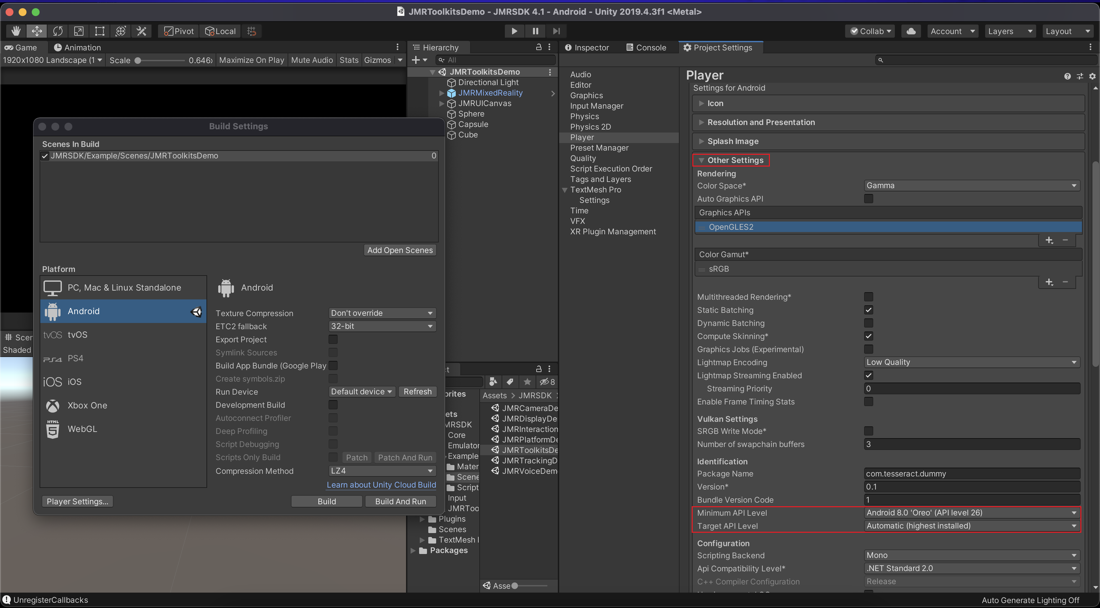 JMRToolkitsDemo - JMRSDK 4.1 - Android - Unity 2019.4.3f1 <Metal>
Pivot
Local
Collab
Account
Layers
Layout
Game
Animation
1920x1080 Landscape (1
Scale
0.646
Maximize On Play
Mute Audio
Stats
Gizmos
Hierarchy
All
JMRToolkitsDemo
Directional Light
JMRMixedReality
JMRUICanvas
Sphere
Capsule
Cube
Build Settings
Scenes In Build
JMRSDK/Example/Scenes/JMRToolkitsDemo
0
Add Open Scenes
Platform
PC, Mac & Linux Standalone
Android
tvOS
tvOS
PS4
PS4
iOS
iOS
Xbox One
HTML
WebGL
Android
Texture Compression
Don't override
ETC2 fallback
32-bit
Export Project
Symlink Sources
Build App Bundle (Google Play
Create symbols.zip
Run Device
Default device
Refresh
Development Build
Autoconnect Profiler
Deep Profiling
Script Debugging
Scripts Only Build
Patch
Patch And Run
Compression Method
LZ4
Learn about Unity Cloud Build
Player Settings...
Build
Build And Run
Scen
Shaded
8
orites
Assets
JMRSDK
ets
MRSDK
Core
Emulator
Example
Mater
Scene
Script
Input
JMRToo
Plugins
Scenes
TextMesh
Packages
JMRCameraDe
JMRDisplayDe
JMRInteraction
JMRPlatformDe
JMRToolkitsDe
JMRTrackingD
JMRVoiceDemo
Asse
Inspector
Console
Project Settings
Audio
Editor
Graphics
Input Manager
Physics
Physics 2D
Player
Preset Manager
Quality
Script Execution Order
Tags and Layers
TextMesh Pro
Settings
Time
VFX
XR Plugin Management
Player
Settings for Android
Icon
Resolution and Presentation
Splash Image
Other Settings
Rendering
Color Space*
Gamma
Auto Graphics API
Graphics APIs
OpenGLES2
Color Gamut*
sRGB
Multithreaded Rendering*
Static Batching
Dynamic Batching
Compute Skinning*
Graphics Jobs (Experimental)
Lightmap Encoding
Low Quality
Lightmap Streaming Enabled
Streaming Priority
0
Enable Frame Timing Stats
Vulkan Settings
SRGB Write Mode*
Number of swapchain buffers
3
Identification
Package Name
com.tesseract.dummy
Version*
0.1
Bundle Version Code
1
Minimum API Level
Android 8.0 'Oreo' (API level 26)
Target API Level
Automatic (highest installed)
Configuration
Scripting Backend
Mono
Api Compatibility Level*
.NET Standard 2.0
C++ Compiler Configuration
Release
UnregisterCallbacks
Auto Generate Lighting Off